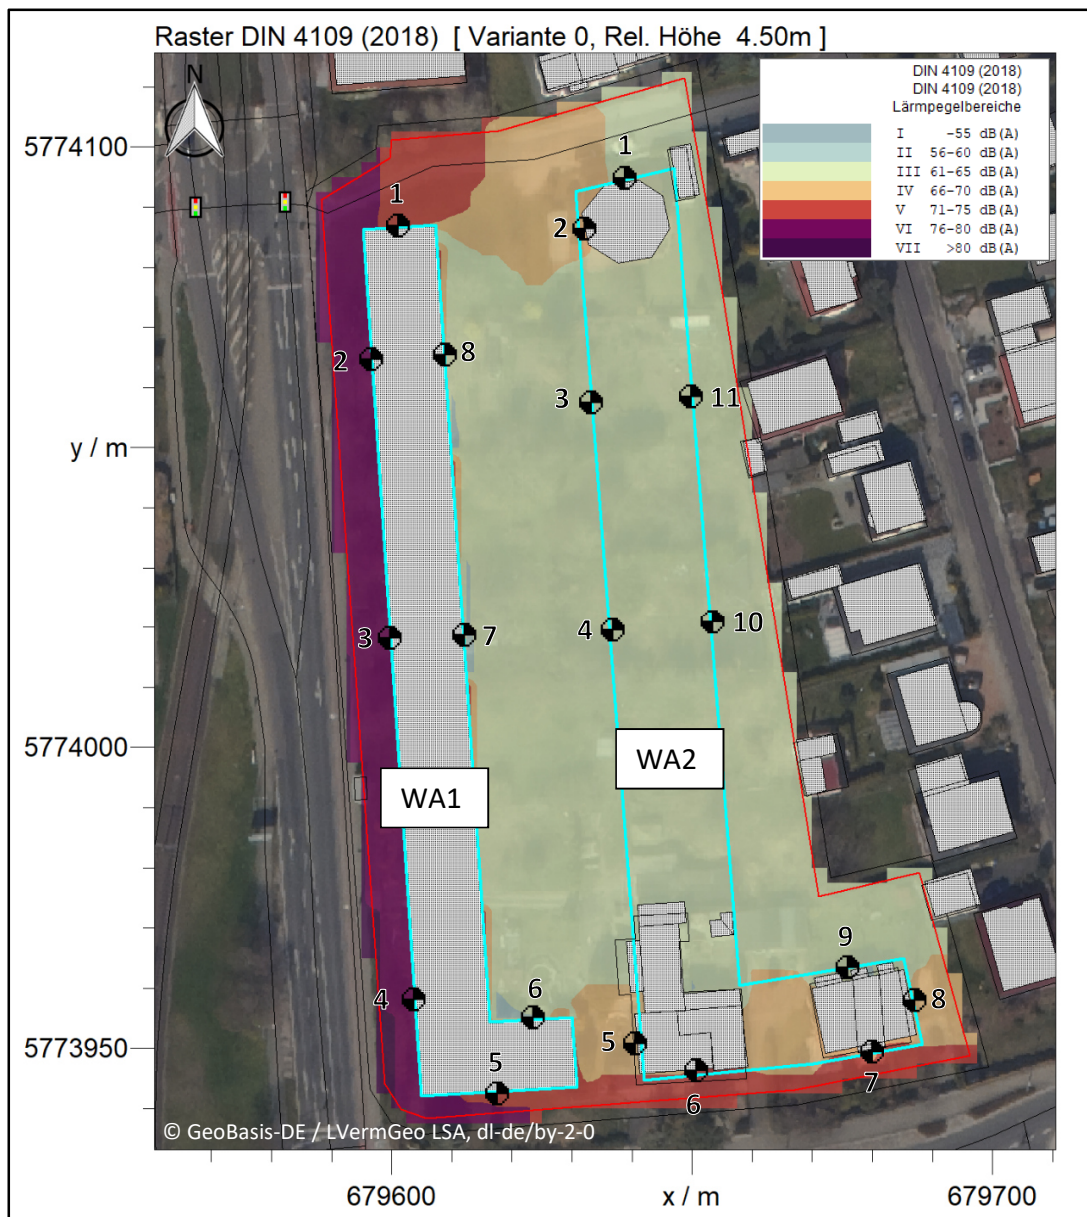 Raster DIN 4109 (2018) [ Variante 0, Rel. Höhe 4.50m ]
N
DIN 4109 (2018)
DIN 4109 (2018)
Lärmpegelbereiche
I -55 dB(A)
II 56-60 dB(A)
III 61-65 dB(A)
IV 66-70 dB(A)
V 71-75 dB(A)
VI 76-80 dB(A)
VII >80 dB(A)
5774100
1
1
2
2
8
3
11
y / m
3
7
4
10
5774000
WA1
WA2
9
4
6
8
5773950
5
5
6
7
© GeoBasis-DE / LVermGeo LSA, dl-de/by-2-0
679600
x / m
679700